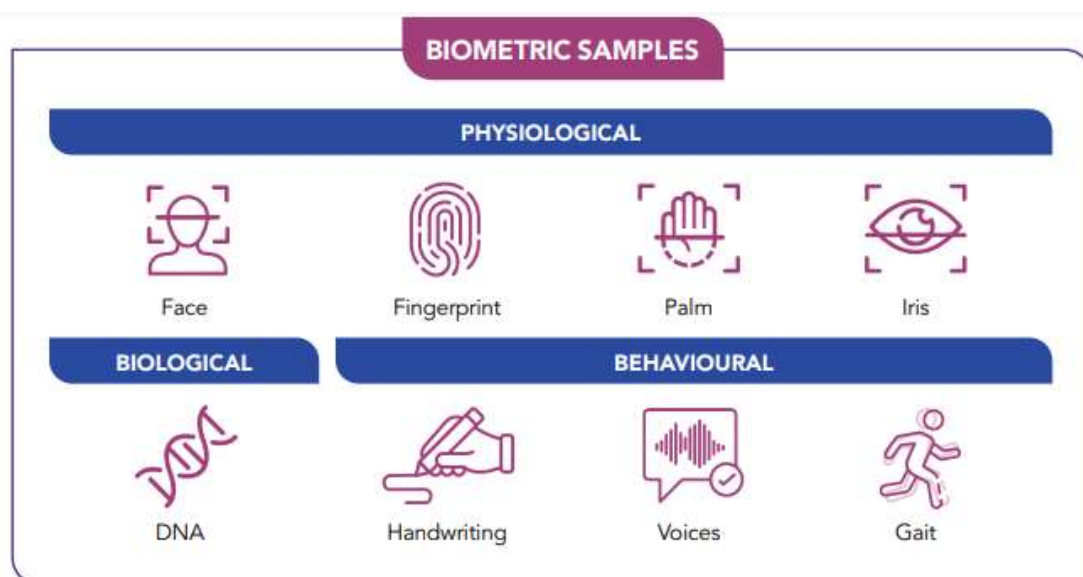 BIOMETRIC SAMPLES
PHYSIOLOGICAL
Face
Fingerprint
Palm
Iris
BIOLOGICAL
BEHAVIOURAL
DNA
Handwriting
Voices
Gait